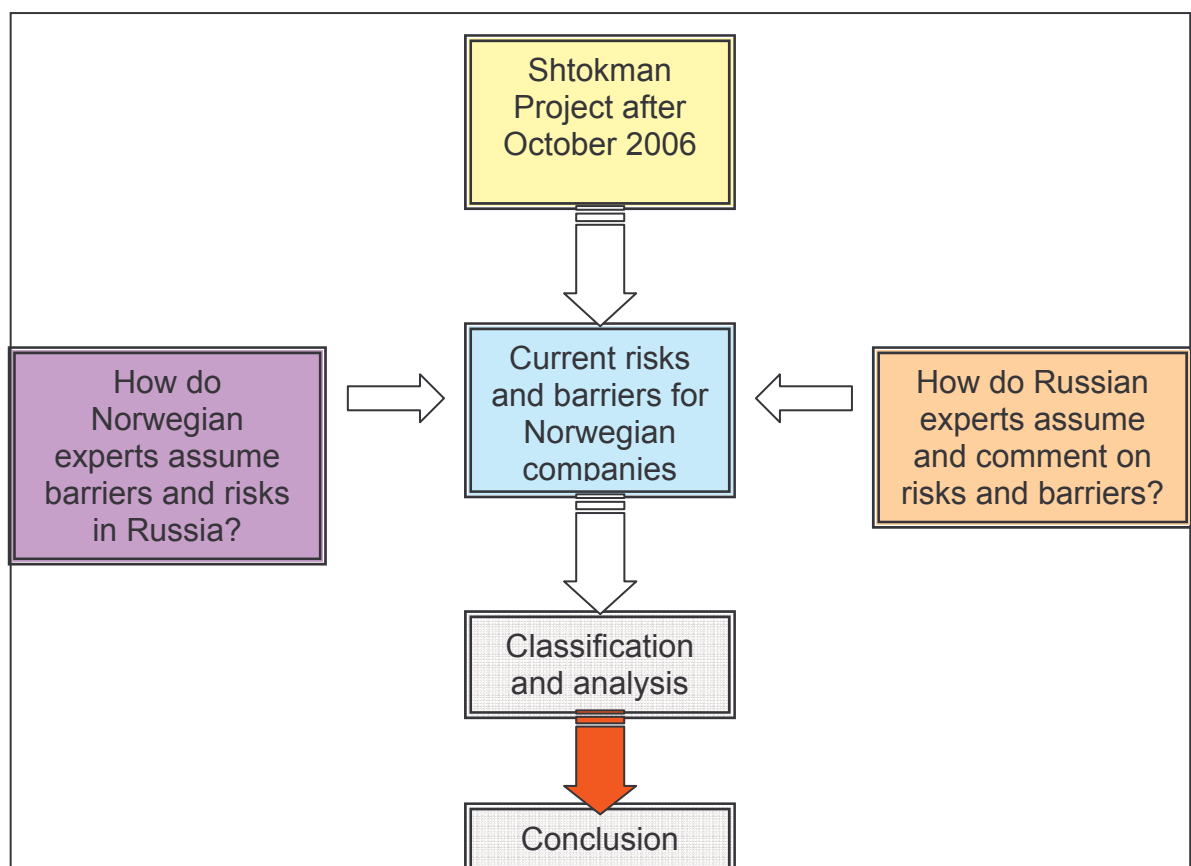 Shtokman
Project after
October 2006
How do
Norwegian
experts assume
barriers and risks
in Russia?
Current risks
and barriers for
Norwegian
companies
How do Russian
experts assume
and comment on
risks and barriers?
Classification
and analysis
Conclusion